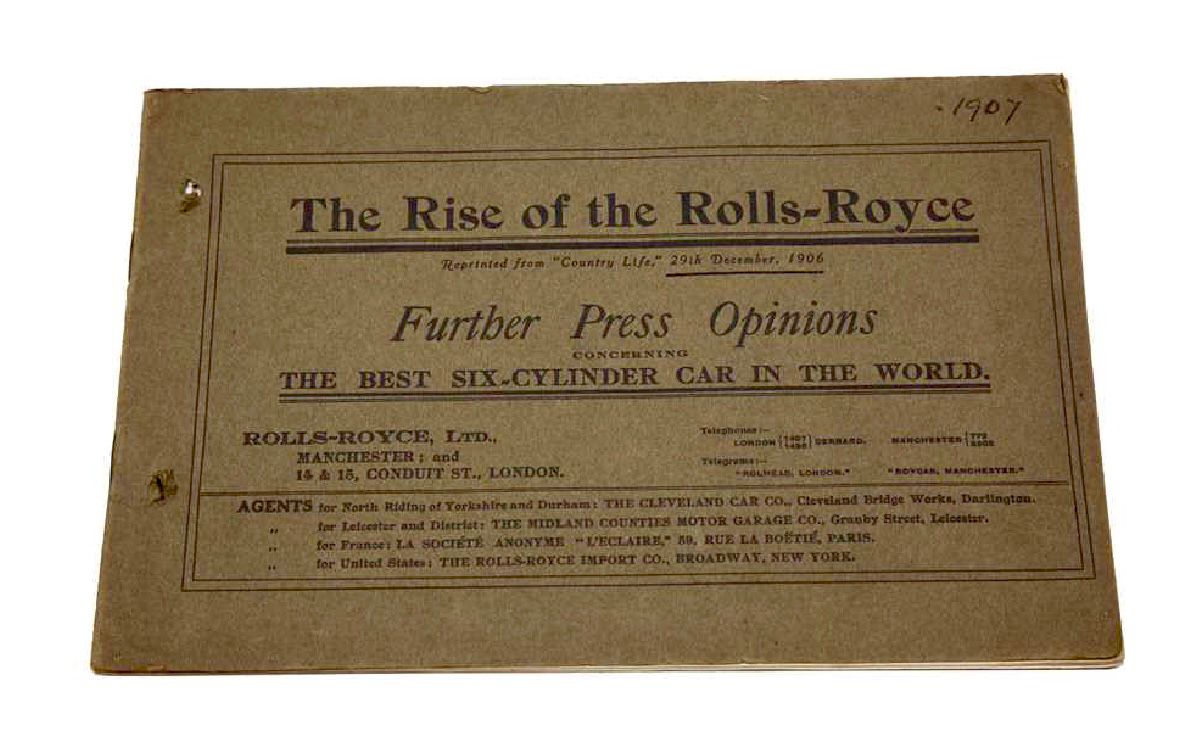 1907
The Rise of the Rolls-Royce
Reprinted from "Country Life," 29th December, 1906
Further Press Opinions
CONCERNING
THE BEST SIX-CYLINDER CAR IN THE WORLD.
ROLLS-ROYCE, LTD.,
MANCHESTER; and
14 & 15, CONDUIT ST., LONDON.
Telephones:—
LONDON GERRARD. MANCHESTER
Telegrams:—
"ROLHEAD, LONDON." "ROYCAR, MANCHESTER."
AGENTS for North Riding of Yorkshire and Durham: THE CLEVELAND CAR CO., Cleveland Bridge Works, Darlington.
„ for Leicester and District: THE MIDLAND COUNTIES MOTOR GARAGE CO., Granby Street, Leicester.
„ for France: LA SOCIÉTÉ ANONYME "L'ECLAIRE," 59, RUE LA BOËTIÉ, PARIS.
„ for United States: THE ROLLS-ROYCE IMPORT CO., BROADWAY, NEW YORK.